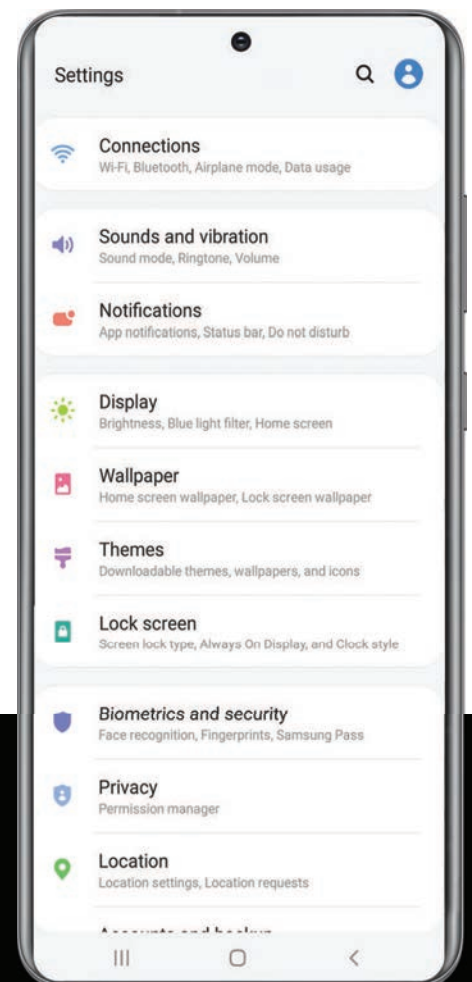 Settings
Connections
Wi-Fi, Bluetooth, Airplane mode, Data usage
Sounds and vibration
Sound mode, Ringtone, Volume
Notifications
App notifications, Status bar, Do not disturb
Display
Brightness, Blue light filter, Home screen
Wallpaper
Home screen wallpaper, Lock screen wallpaper
Themes
Downloadable themes, wallpapers, and icons
Lock screen
Screen lock type, Always On Display, and Clock style
Biometrics and security
Face recognition, Fingerprints, Samsung Pass
Privacy
Permission manager
Location
Location settings, Location requests
Accounts and backup